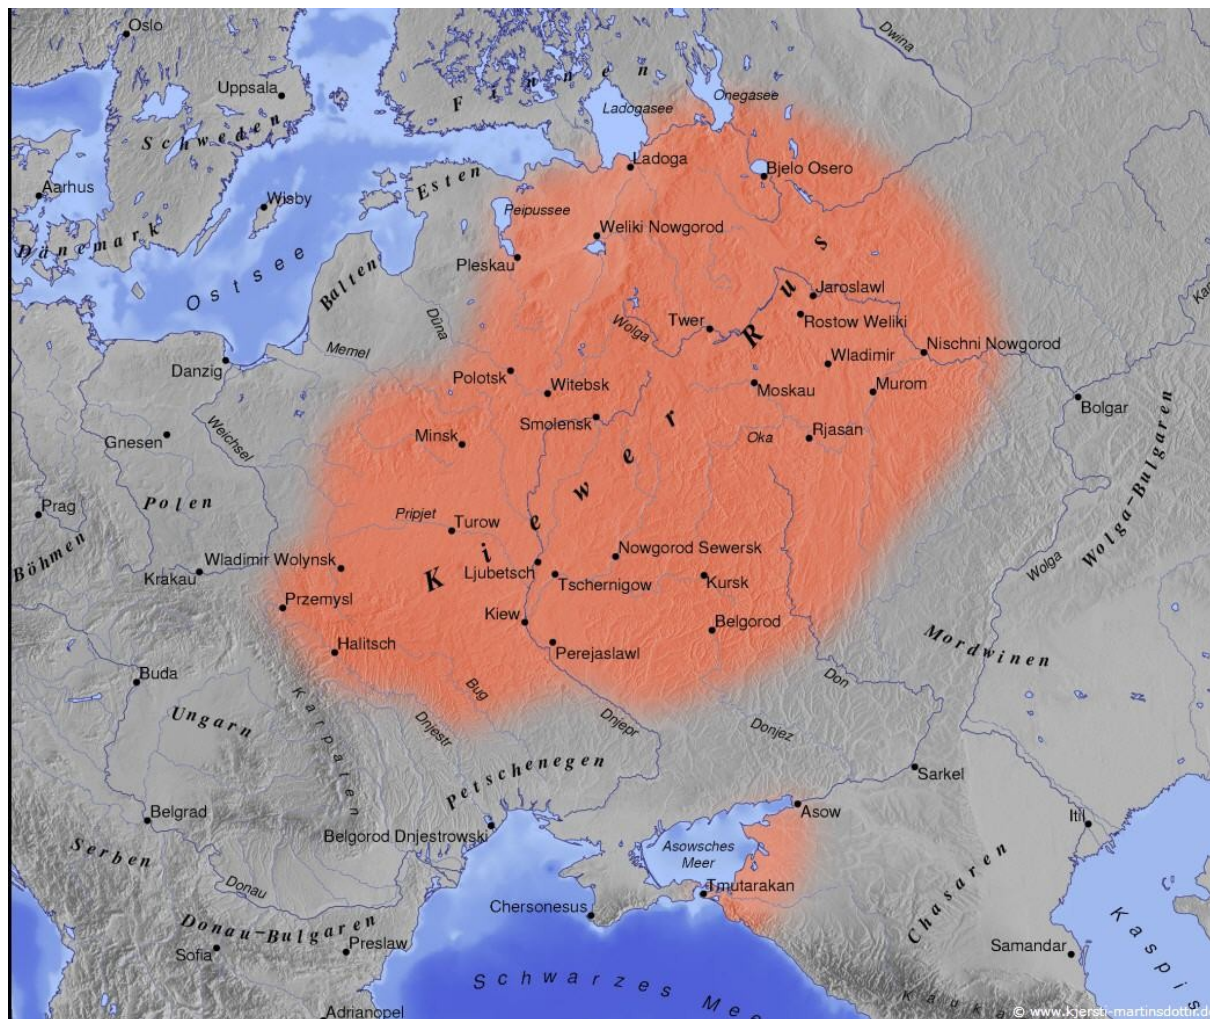 Oslo
Dwina
Uppsala
Finnen
Ladogasee
Onegasee
Schweden
Ladoga
Bjelo Osero
Aarhus
Esten
Wisby
Peipussee
Weliki Nowgorod
Dänemark
Pleskau
Ostsee
Balten
Jaroslawl
Düna
Wolga
Twer
Rostow Weliki
Memel
Nischni Nowgorod
Danzig
Wladimir
Polotsk
Witebsk
Moskau
Murom
Bolgar
Smolensk
Gnesen
Weichsel
Minsk
Oka
Rjasan
Kiewer Rus
Polen
Prag
Pripjet
Turow
Wolga-Bulgaren
Böhmen
Wladimir Wolynsk
Nowgorod Sewersk
Wolga
Krakau
Ljubetsch
Tschernigow
Kursk
Przemysl
Kiew
Belgorod
Halitsch
Perejaslawl
Mordwinen
Buda
Bug
Don
Ungarn
Karpaten
Dnjestr
Dnjepr
Donjez
Petschenegen
Sarkel
Belgrad
Asow
Itil
Belgorod Dnjestrowski
Serben
Asowsches
Meer
Chasaren
Donau
Tmutarakan
Chersonesus
Donau-Bulgaren
Kaspis
Sofia
Preslaw
Samandar
Schwarzes Mee
Kauka
Adrianopel
© www.kjersti-martinsdottir.de